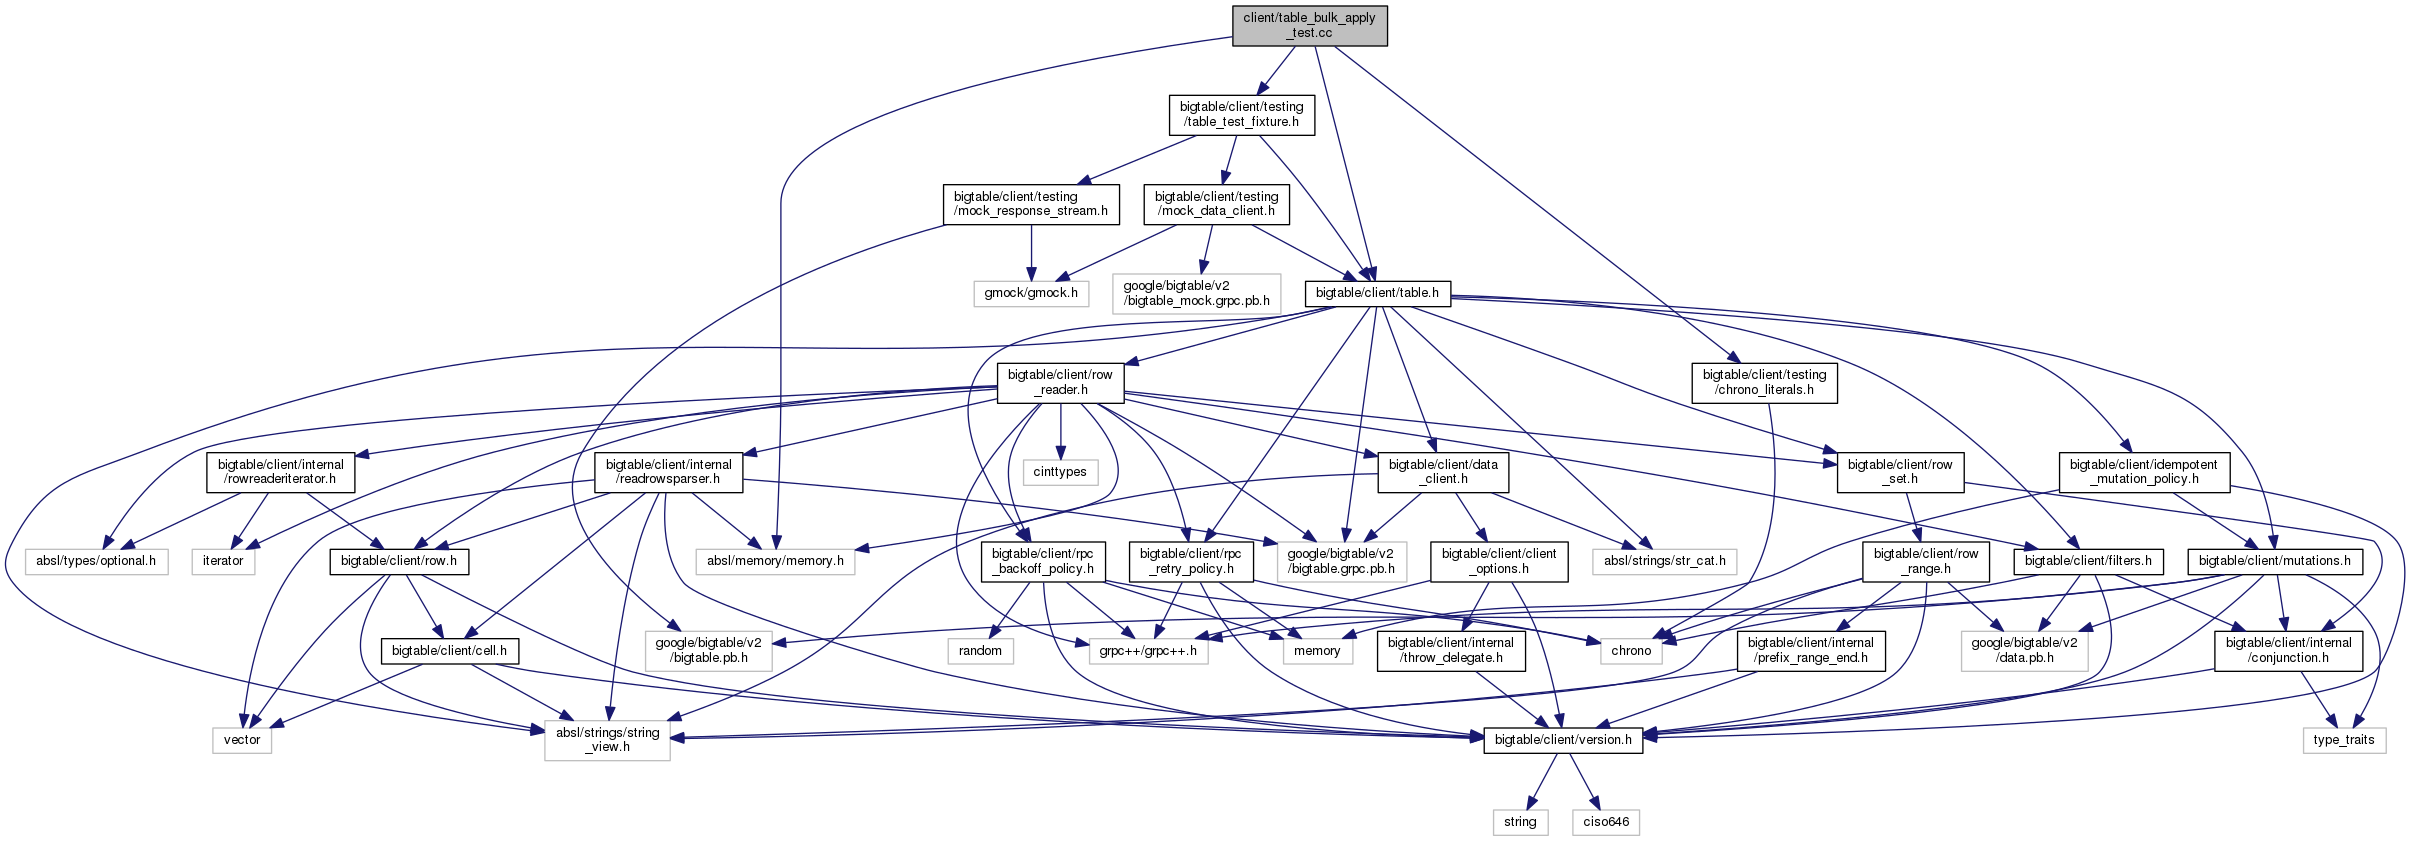 client/table_bulk_apply
_test.cc
bigtable/client/testing
/table_test_fixture.h
bigtable/client/testing
/mock_response_stream.h
bigtable/client/testing
/mock_data_client.h
gmock/gmock.h
google/bigtable/v2
/bigtable_mock.grpc.pb.h
bigtable/client/table.h
bigtable/client/row
_reader.h
bigtable/client/testing
/chrono_literals.h
bigtable/client/internal
/rowreaderiterator.h
bigtable/client/internal
/readrowsparser.h
cinttypes
bigtable/client/data
_client.h
bigtable/client/row
_set.h
bigtable/client/idempotent
_mutation_policy.h
absl/types/optional.h
iterator
bigtable/client/row.h
absl/memory/memory.h
bigtable/client/rpc
_backoff_policy.h
bigtable/client/rpc
_retry_policy.h
google/bigtable/v2
/bigtable.grpc.pb.h
bigtable/client/client
_options.h
absl/strings/str_cat.h
bigtable/client/row
_range.h
bigtable/client/filters.h
bigtable/client/mutations.h
bigtable/client/cell.h
google/bigtable/v2
/bigtable.pb.h
random
grpc++/grpc++.h
memory
bigtable/client/internal
/throw_delegate.h
chrono
bigtable/client/internal
/prefix_range_end.h
google/bigtable/v2
/data.pb.h
bigtable/client/internal
/conjunction.h
vector
absl/strings/string
_view.h
bigtable/client/version.h
type_traits
string
ciso646